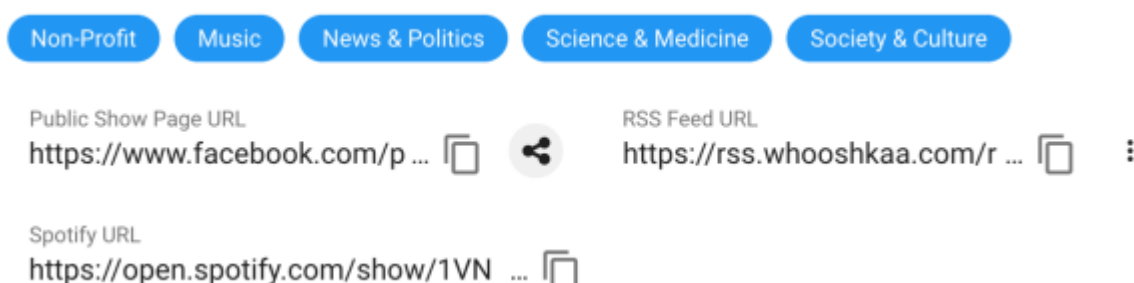 Non-Profit Music News & Politics Science & Medicine Society & Culture
Public Show Page URL RSS Feed URL
https://www.facebook.com/p ... https://rss.whooshkaa.com/r ...
Spotify URL
https://open.spotify.com/show/1VN ...